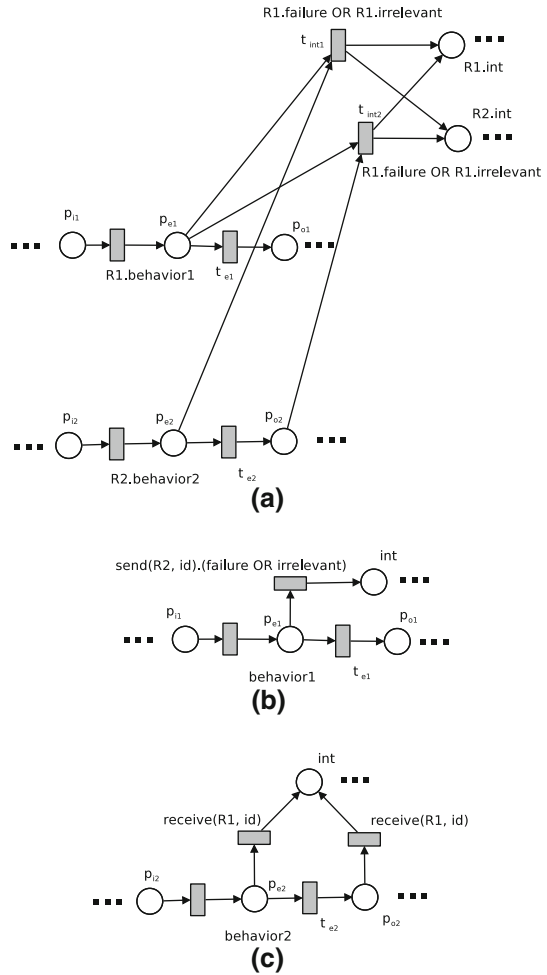 R1.failure OR R1.irrelevant
t int1
R1.int
t int2
R2.int
R1.failure OR R1.irrelevant
p i1
p e1
p o1
R1.behavior1
t e1
p i2
p e2
p o2
R2.behavior2
t e2
(a)
int
send(R2, id).(failure OR irrelevant)
p i1
p e1
p o1
behavior1
t e1
(b)
int
receive(R1, id)
receive(R1, id)
p i2
p e2
p o2
behavior2
t e2
(c)